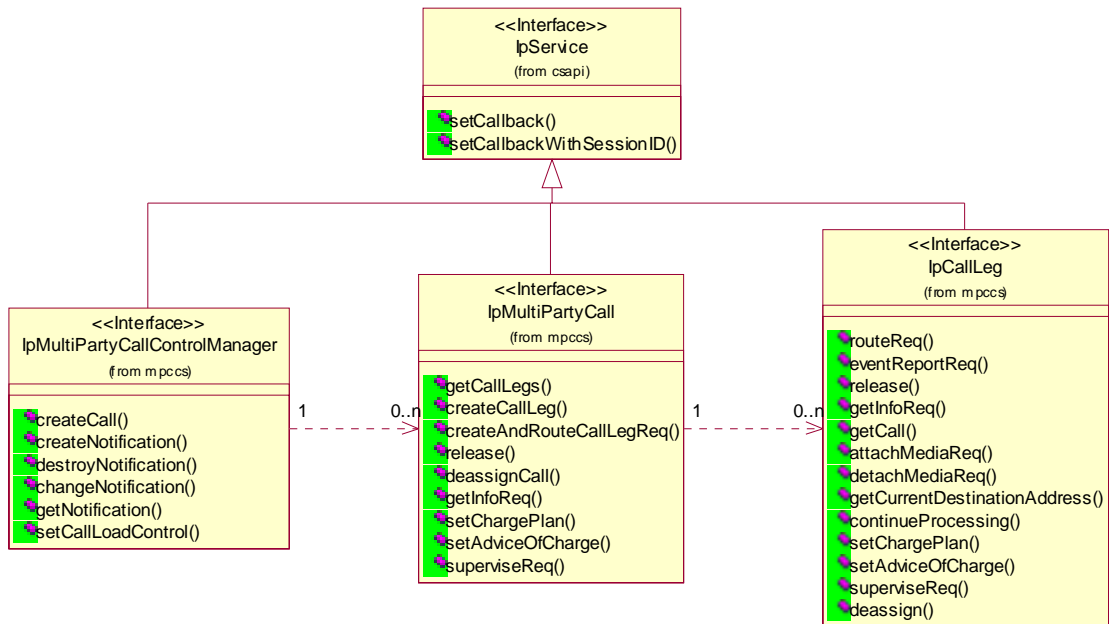 <<Interface>>
IpService
(from csapi)
setCallback()
setCallbackWithSessionID()
<<Interface>>
IpMultiPartyCallControlManager
(from mpccs)
createCall()
createNotification()
destroyNotification()
changeNotification()
getNotification()
setCallLoadControl()
1
0..n
<<Interface>>
IpMultiPartyCall
(from mpccs)
getCallLegs()
createCallLeg()
createAndRouteCallLegReq()
release()
deassignCall()
getInfoReq()
setChargePlan()
setAdviceOfCharge()
superviseReq()
1
0..n
<<Interface>>
IpCallLeg
(from mpccs)
routeReq()
eventReportReq()
release()
getInfoReq()
getCall()
attachMediaReq()
detachMediaReq()
getCurrentDestinationAddress()
continueProcessing()
setChargePlan()
setAdviceOfCharge()
superviseReq()
deassign()